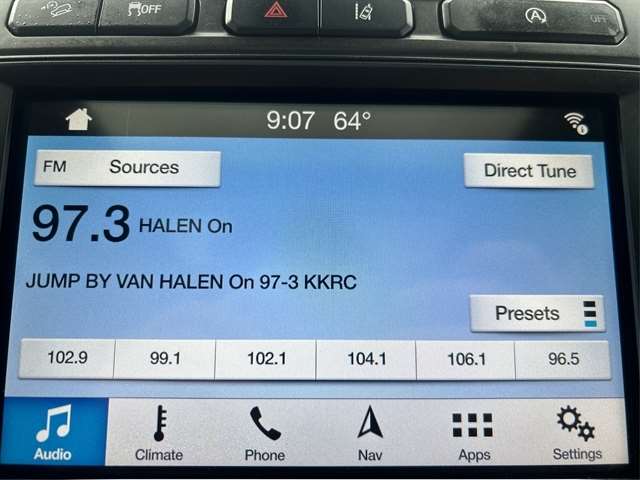 OFF
A OFF
9:07 64°
FM Sources
Direct Tune
97.3 HALEN On
JUMP BY VAN HALEN On 97-3 KKRC
Presets
102.9 99.1 102.1 104.1 106.1 96.5
Audio Climate Phone Nav Apps Settings